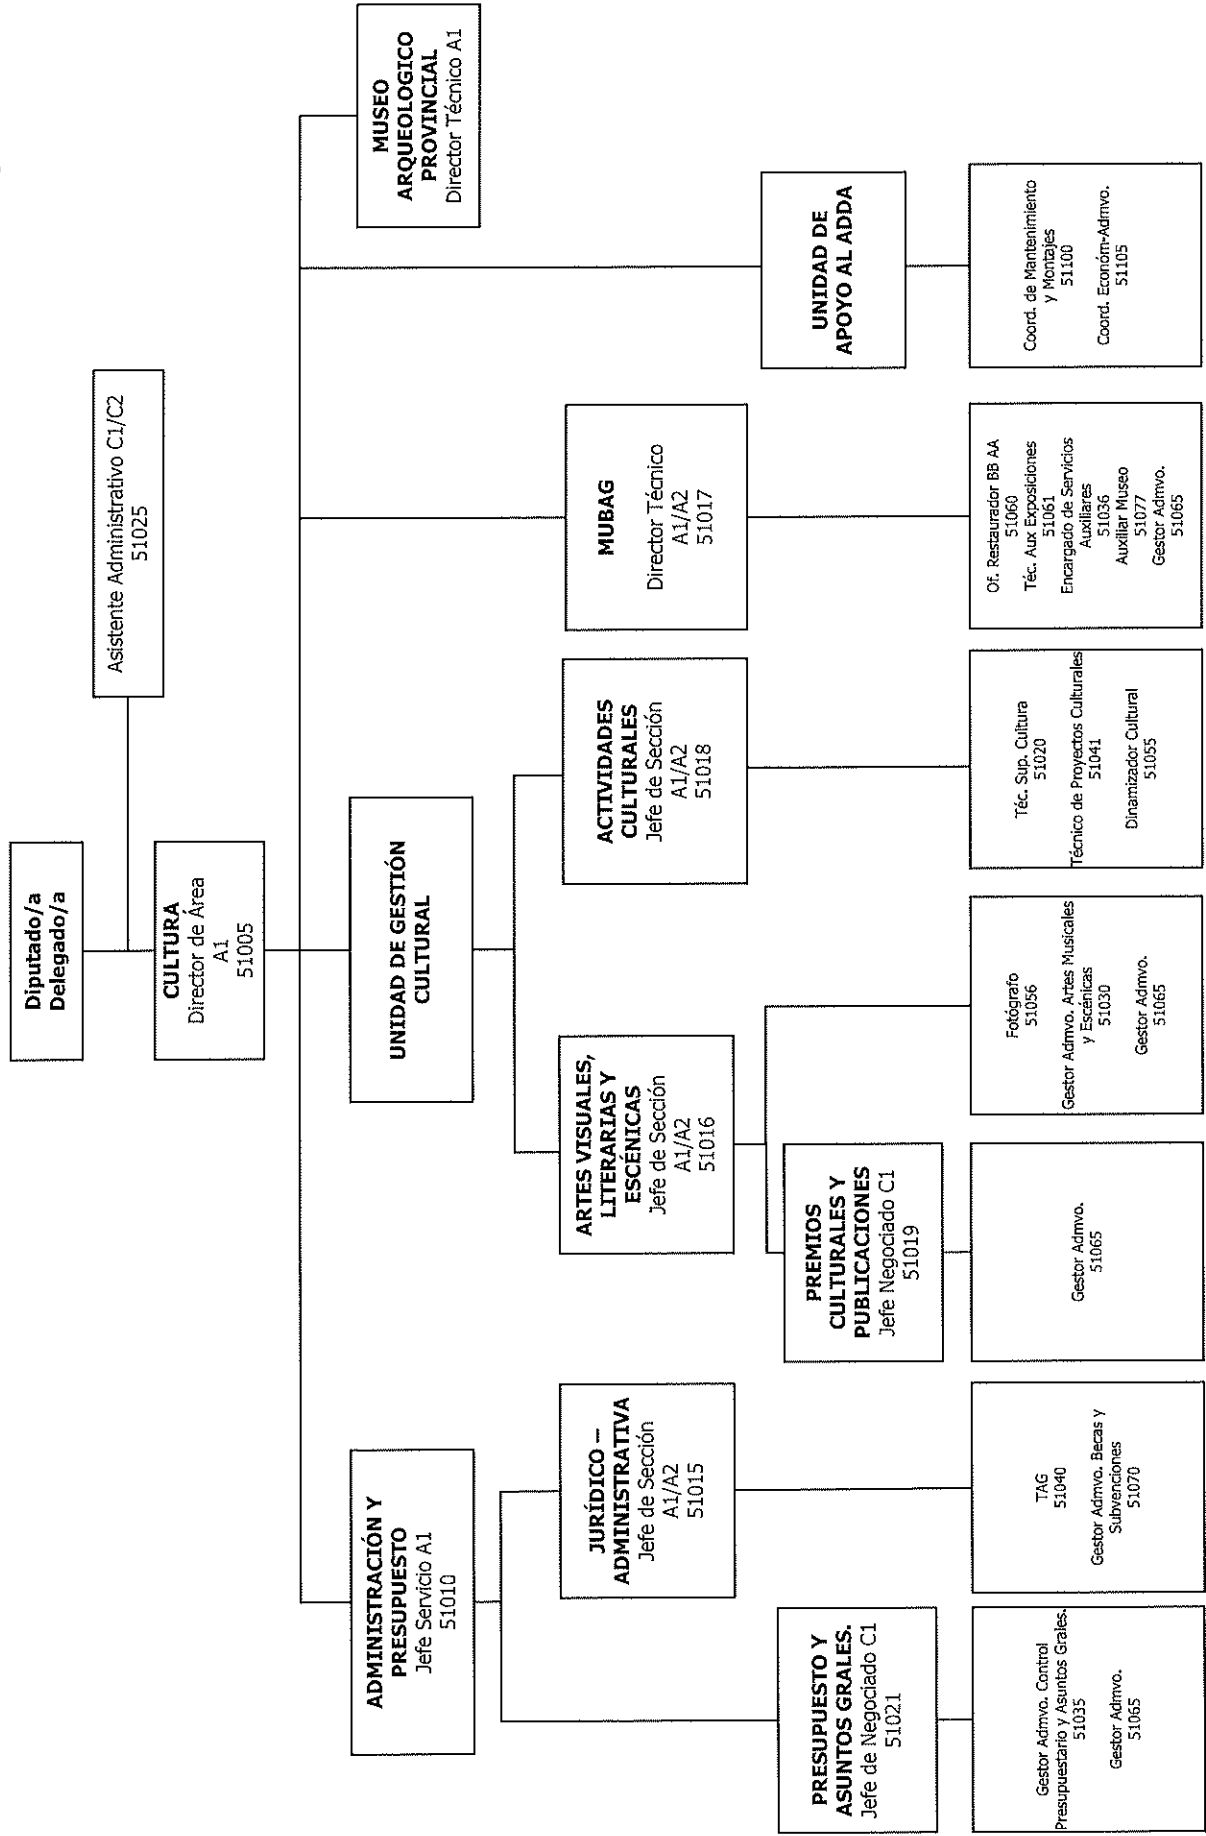 Diputado/a
Delegado/a
Asistente Administrativo C1/C2
51025
CULTURA
Director de Área
A1
51005
ADMINISTRACIÓN Y
PRESUPUESTO
Jefe Servicio A1
51010
UNIDAD DE GESTIÓN
CULTURAL
MUSEO
ARQUEOLOGICO
PROVINCIAL
Director Técnico A1
JURÍDICO –
ADMINISTRATIVA
Jefe de Sección
A1/A2
51015
ARTES VISUALES,
LITERARIAS Y
ESCÉNICAS
Jefe de Sección
A1/A2
51016
ACTIVIDADES
CULTURALES
Jefe de Sección
A1/A2
51018
MUBAG
Director Técnico
A1/A2
51017
PRESUPUESTO Y
ASUNTOS GRALES.
Jefe de Negociado C1
51021
PREMIOS
CULTURALES Y
PUBLICACIONES
Jefe Negociado C1
51019
UNIDAD DE
APOYO AL ADDA
Gestor Admvo. Control
Presupuestario y Asuntos Grales.
51035
Gestor Admvo.
51065
TAG
51040
Gestor Admvo. Becas y
Subvenciones
51070
Gestor Admvo.
51065
Fotógrafo
51056
Gestor Admvo. Artes Musicales
y Escénicas
51030
Gestor Admvo.
51065
Téc. Sup. Cultura
51020
Técnico de Proyectos Culturales
51041
Dinamizador Cultural
51055
Of. Restaurador BB AA
51060
Téc. Aux Exposiciones
51061
Encargado de Servicios
Auxiliares
51036
Auxiliar Museo
51077
Gestor Admvo.
51065
Coord. de Mantenimiento
y Montajes
51100
Coord. Económ-Admvo.
51105